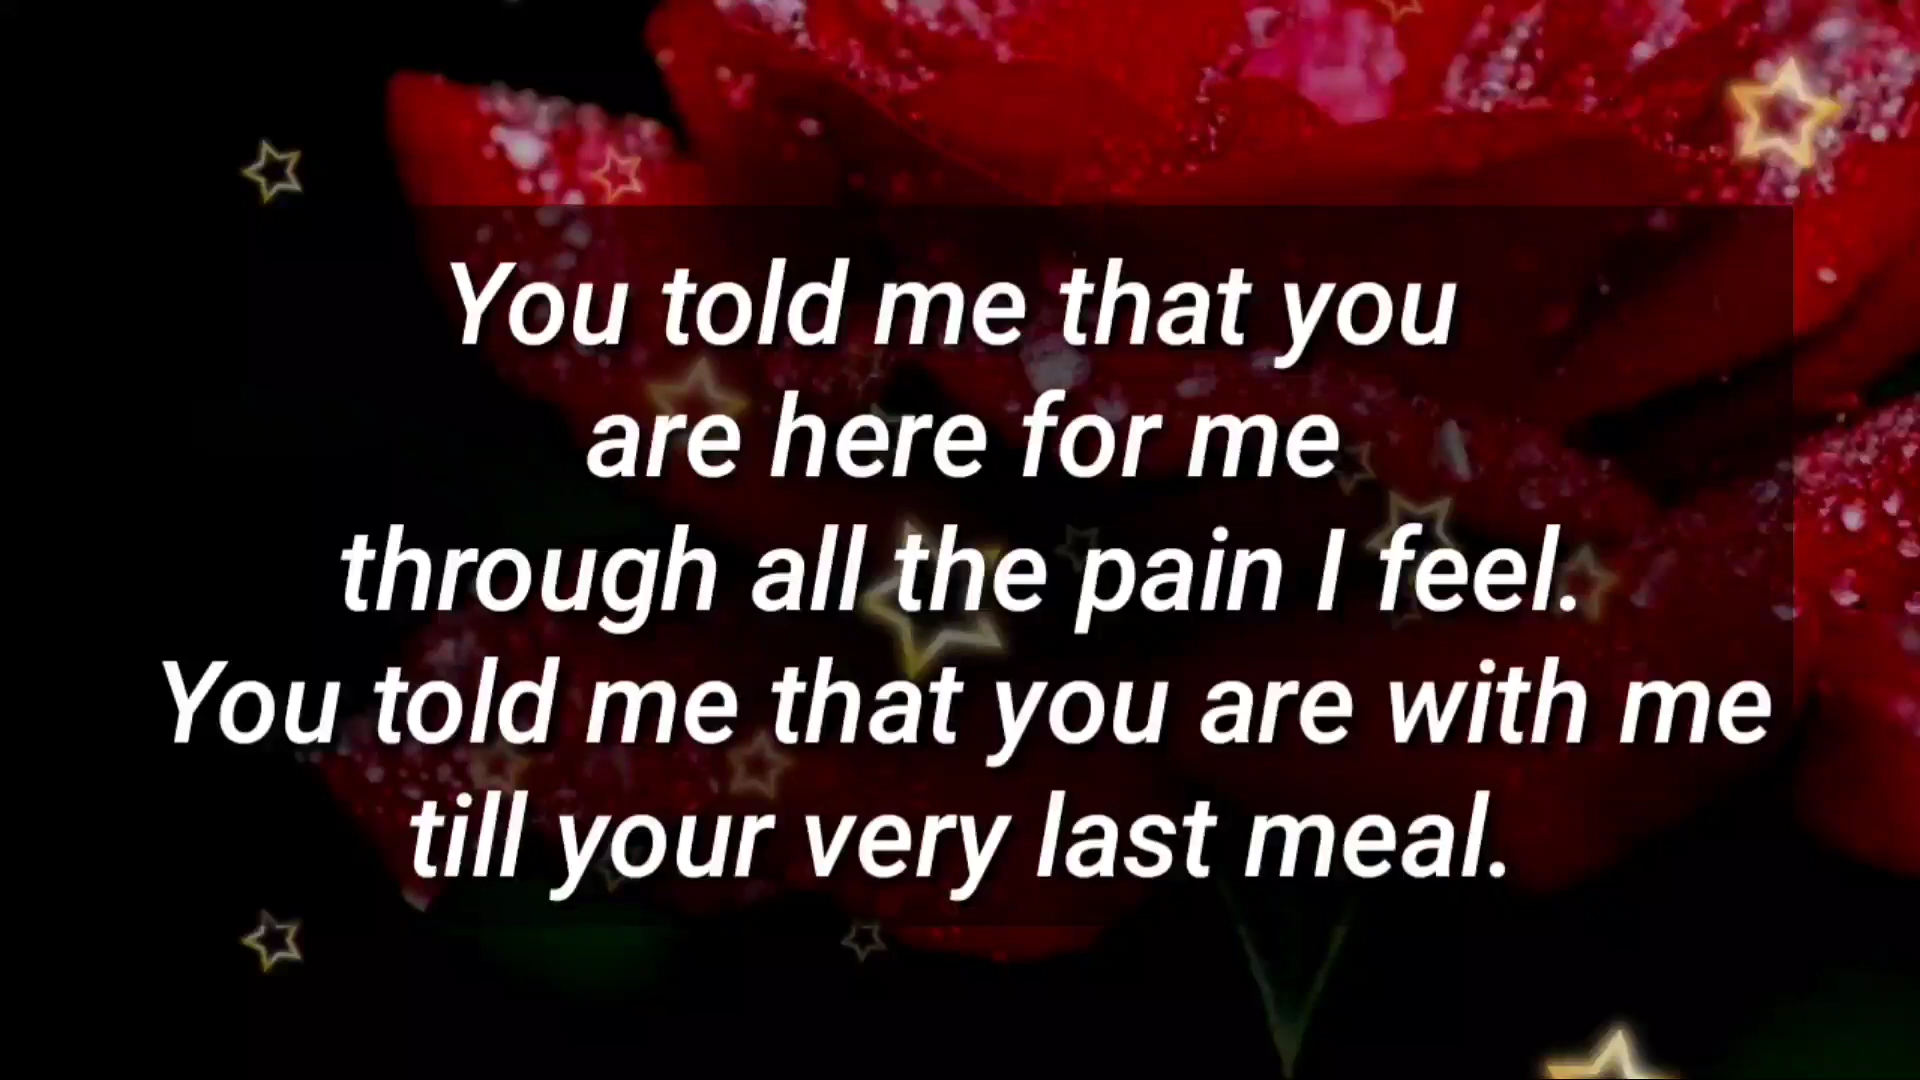 You told me that you
are here for me
through all the pain I feel.
You told me that you are with me
till your very last meal.